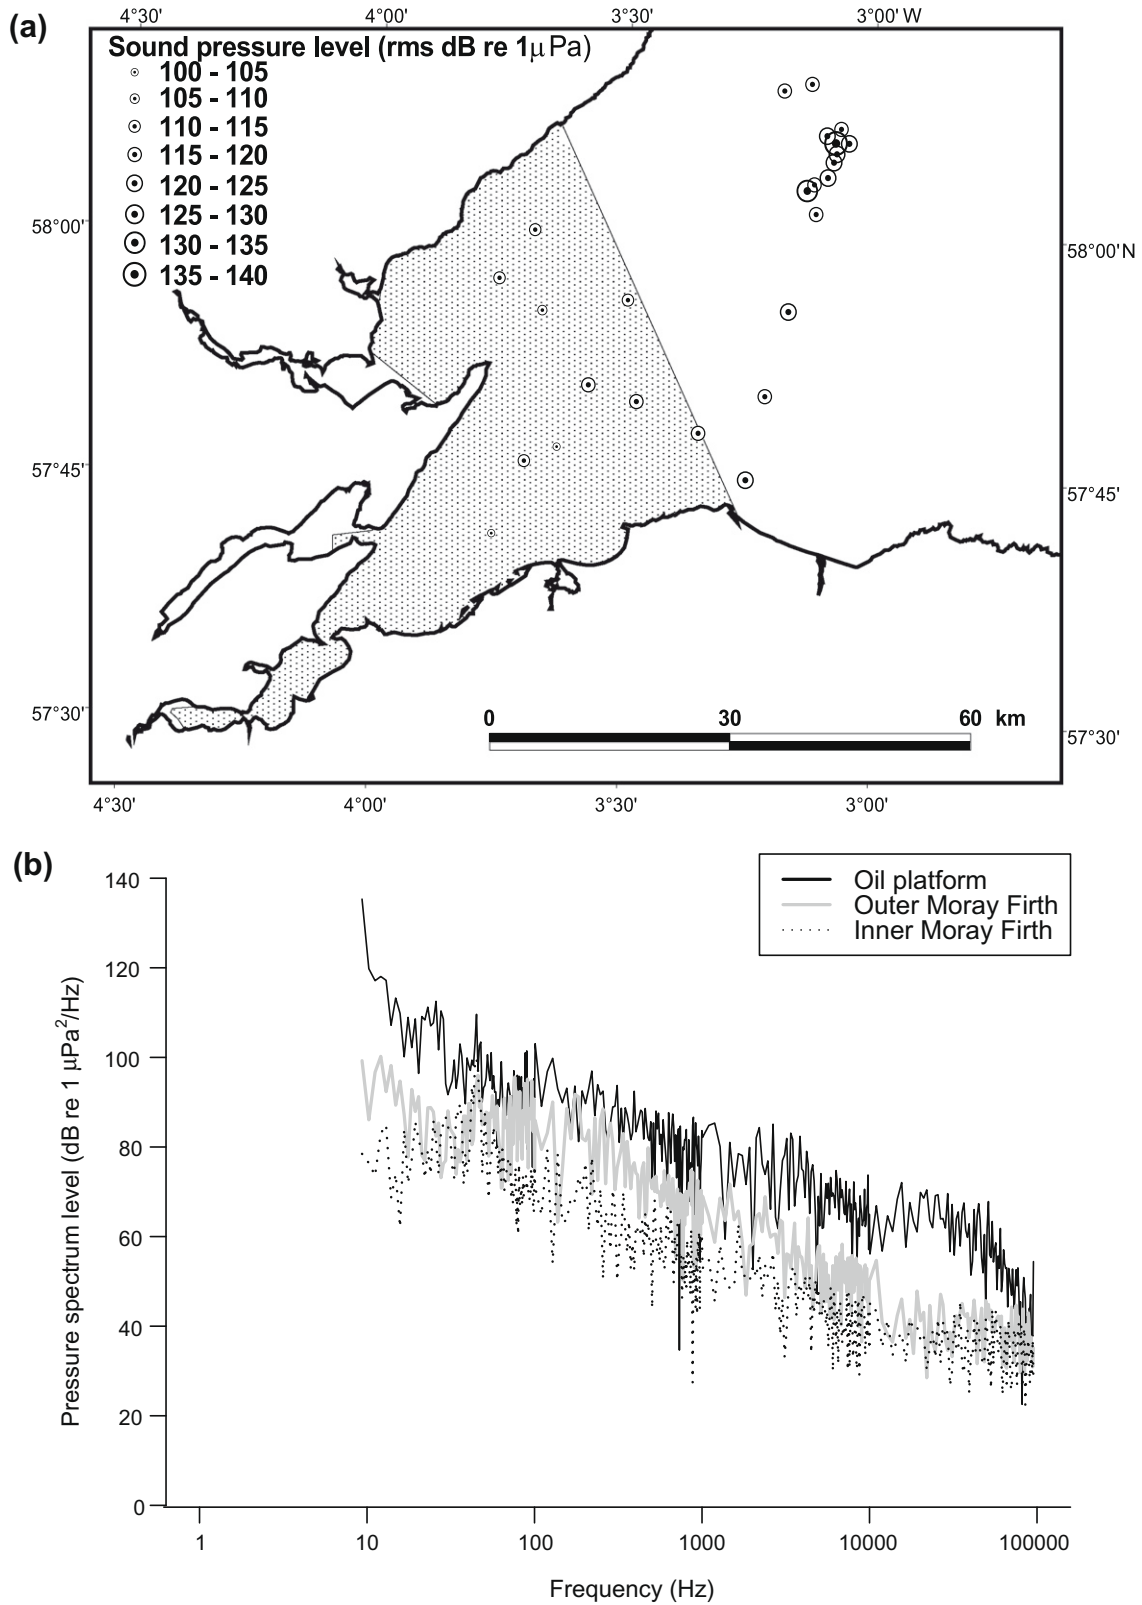 (a)
4°30' 4°00' 3°30' 3°00' W
Sound pressure level (rms dB re 1µ Pa)
100 - 105
105 - 110
110 - 115
115 - 120
120 - 125
125 - 130
130 - 135
135 - 140
58°00'
58°00'N
57°45'
57°45'
57°30'
57°30'
0 30 60 km
4°30' 4°00' 3°30' 3°00'
(b)
Oil platform
Outer Moray Firth
Inner Moray Firth
Pressure spectrum level (dB re 1 µPa²/Hz)
140
120
100
80
60
40
20
0
1 10 100 1000 10000 100000
Frequency (Hz)